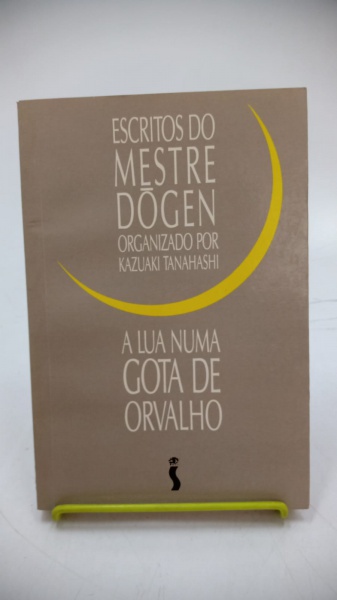 ESCRITOS DO
MESTRE
DŌGEN
ORGANIZADO POR
KAZUAKI TANAHASHI
A LUA NUMA
GOTA DE
ORVALHO